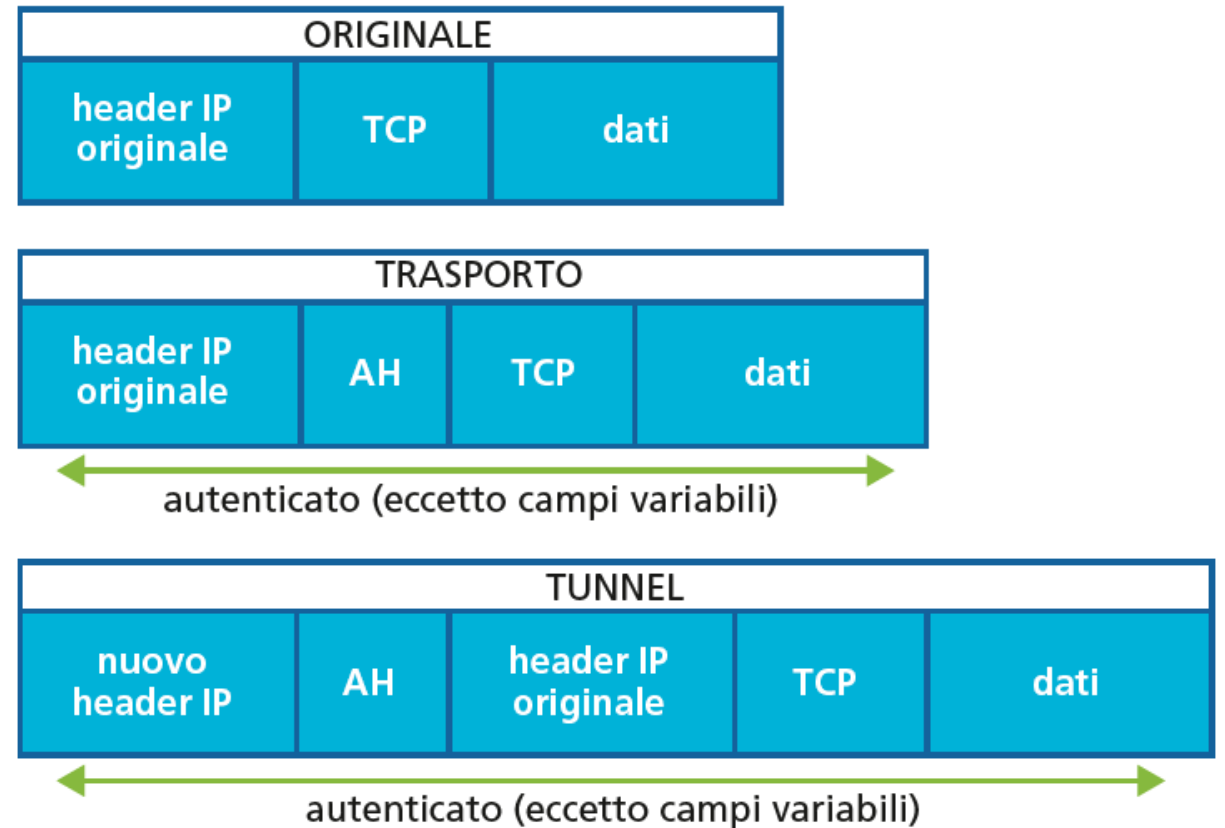 ORIGINALE
header IP
originale
TCP
dati
TRASPORTO
header IP
originale
AH
TCP
dati
autenticato (eccetto campi variabili)
TUNNEL
nuovo
header IP
AH
header IP
originale
TCP
dati
autenticato (eccetto campi variabili)